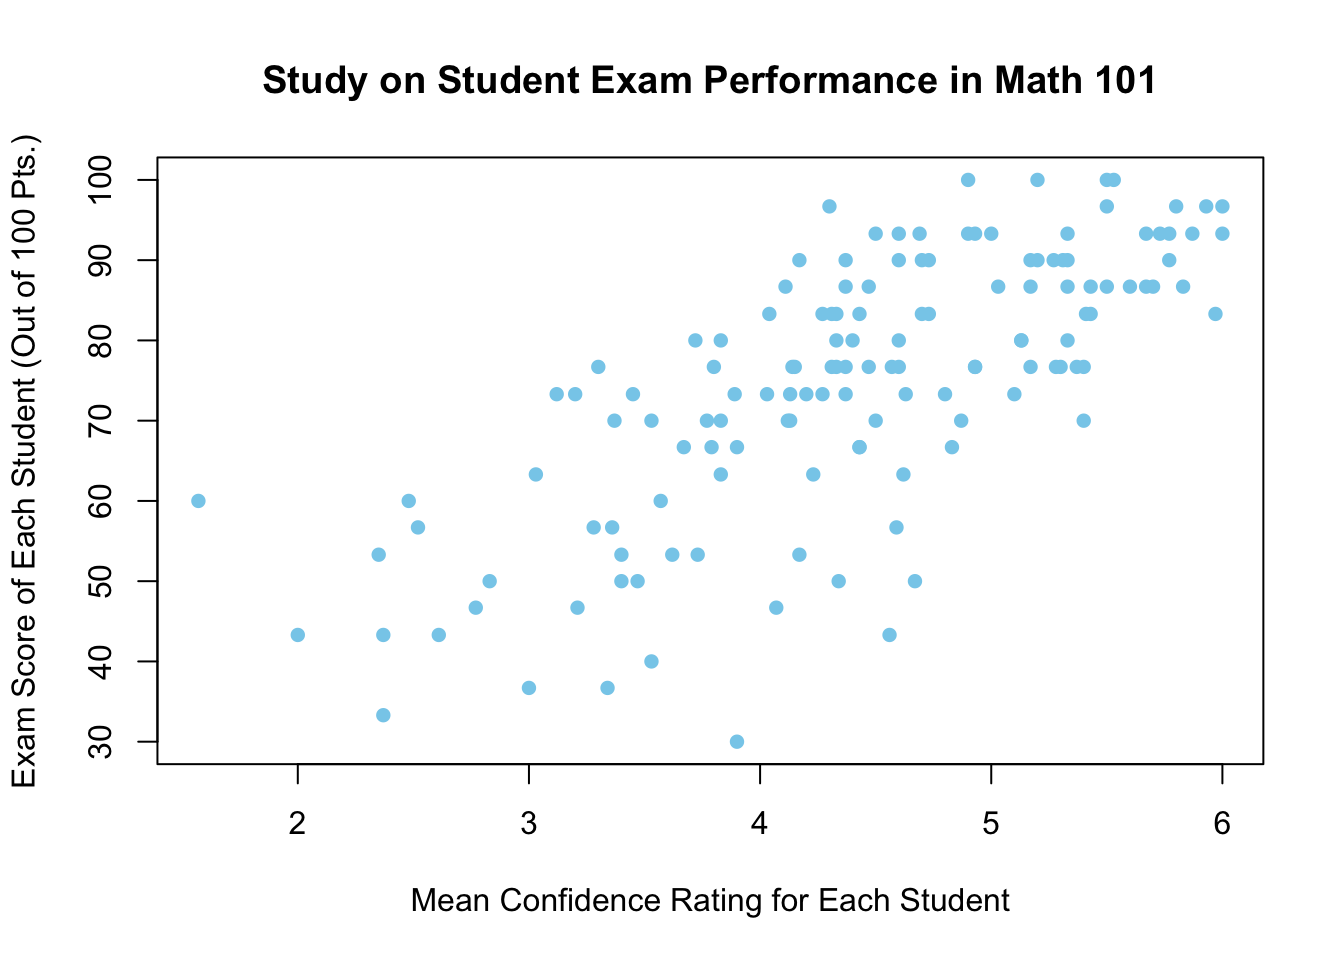 Study on Student Exam Performance in Math 101
Exam Score of Each Student (Out of 100 Pts.)
100
90
80
70
60
50
40
30
2 3 4 5 6
Mean Confidence Rating for Each Student